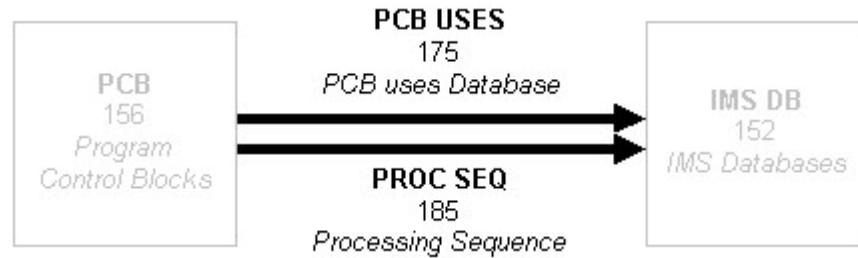 PCB USES
175
PCB uses Database
PCB
156
Program
Control Blocks
IMS DB
152
IMS Databases
PROC SEQ
185
Processing Sequence